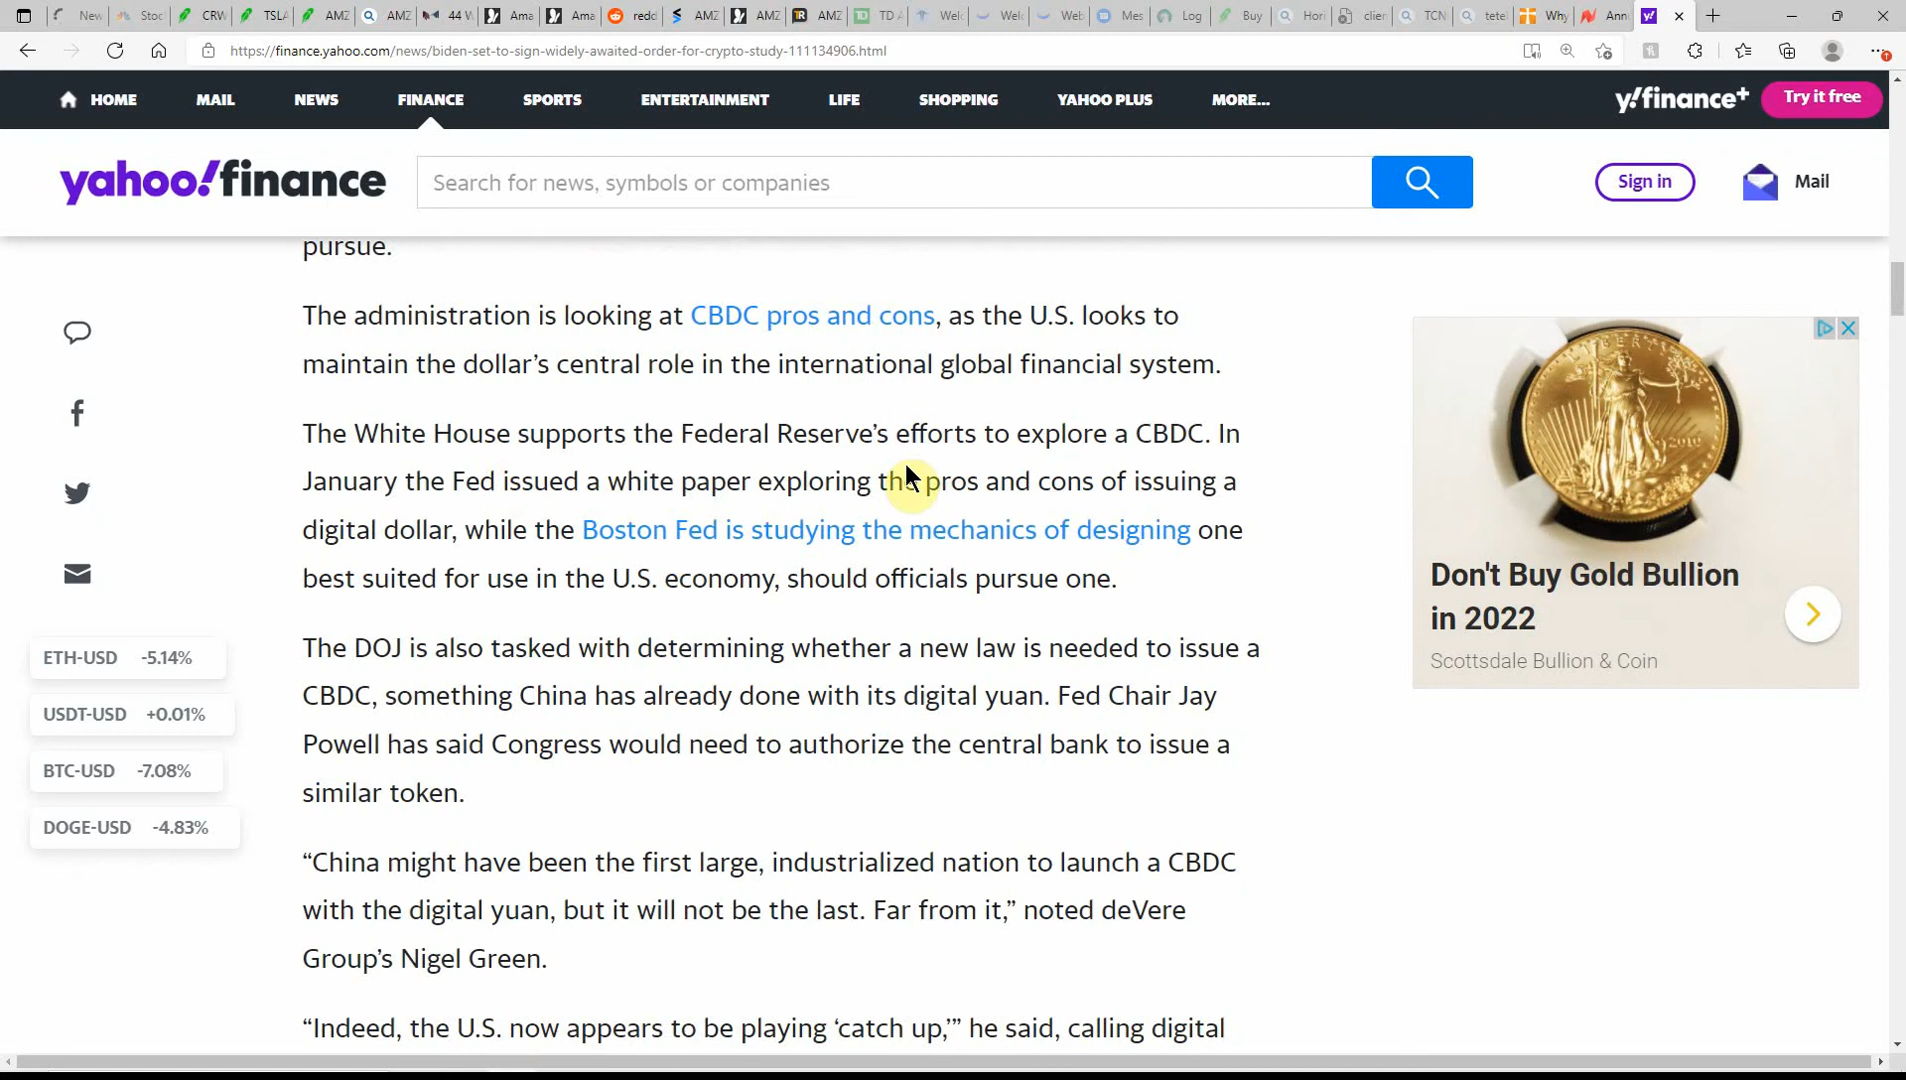 New
Stoc
CRW
TSLA
AMZ
AMZ
44 W
Ama
Ama
redd
AMZ
AMZ
AMZ
TD A
Welc
Welc
Web
Mes
Log
Buy
Hori
clien
TCN
tetel
Why
Ann
https://finance.yahoo.com/news/biden-set-to-sign-widely-awaited-order-for-crypto-study-111134906.html
HOME
MAIL
NEWS
FINANCE
SPORTS
ENTERTAINMENT
LIFE
SHOPPING
YAHOO PLUS
MORE...
y!finance+
Try it free
yahoo!finance
Search for news, symbols or companies
Sign in
Mail
pursue.
The administration is looking at CBDC pros and cons, as the U.S. looks to
maintain the dollar’s central role in the international global financial system.
The White House supports the Federal Reserve’s efforts to explore a CBDC. In
January the Fed issued a white paper exploring the pros and cons of issuing a
digital dollar, while the Boston Fed is studying the mechanics of designing one
best suited for use in the U.S. economy, should officials pursue one.
The DOJ is also tasked with determining whether a new law is needed to issue a
CBDC, something China has already done with its digital yuan. Fed Chair Jay
Powell has said Congress would need to authorize the central bank to issue a
similar token.
“China might have been the first large, industrialized nation to launch a CBDC
with the digital yuan, but it will not be the last. Far from it,” noted deVere
Group’s Nigel Green.
“Indeed, the U.S. now appears to be playing ‘catch up,’” he said, calling digital
ETH-USD -5.14%
USDT-USD +0.01%
BTC-USD -7.08%
DOGE-USD -4.83%
Don't Buy Gold Bullion
in 2022
Scottsdale Bullion & Coin